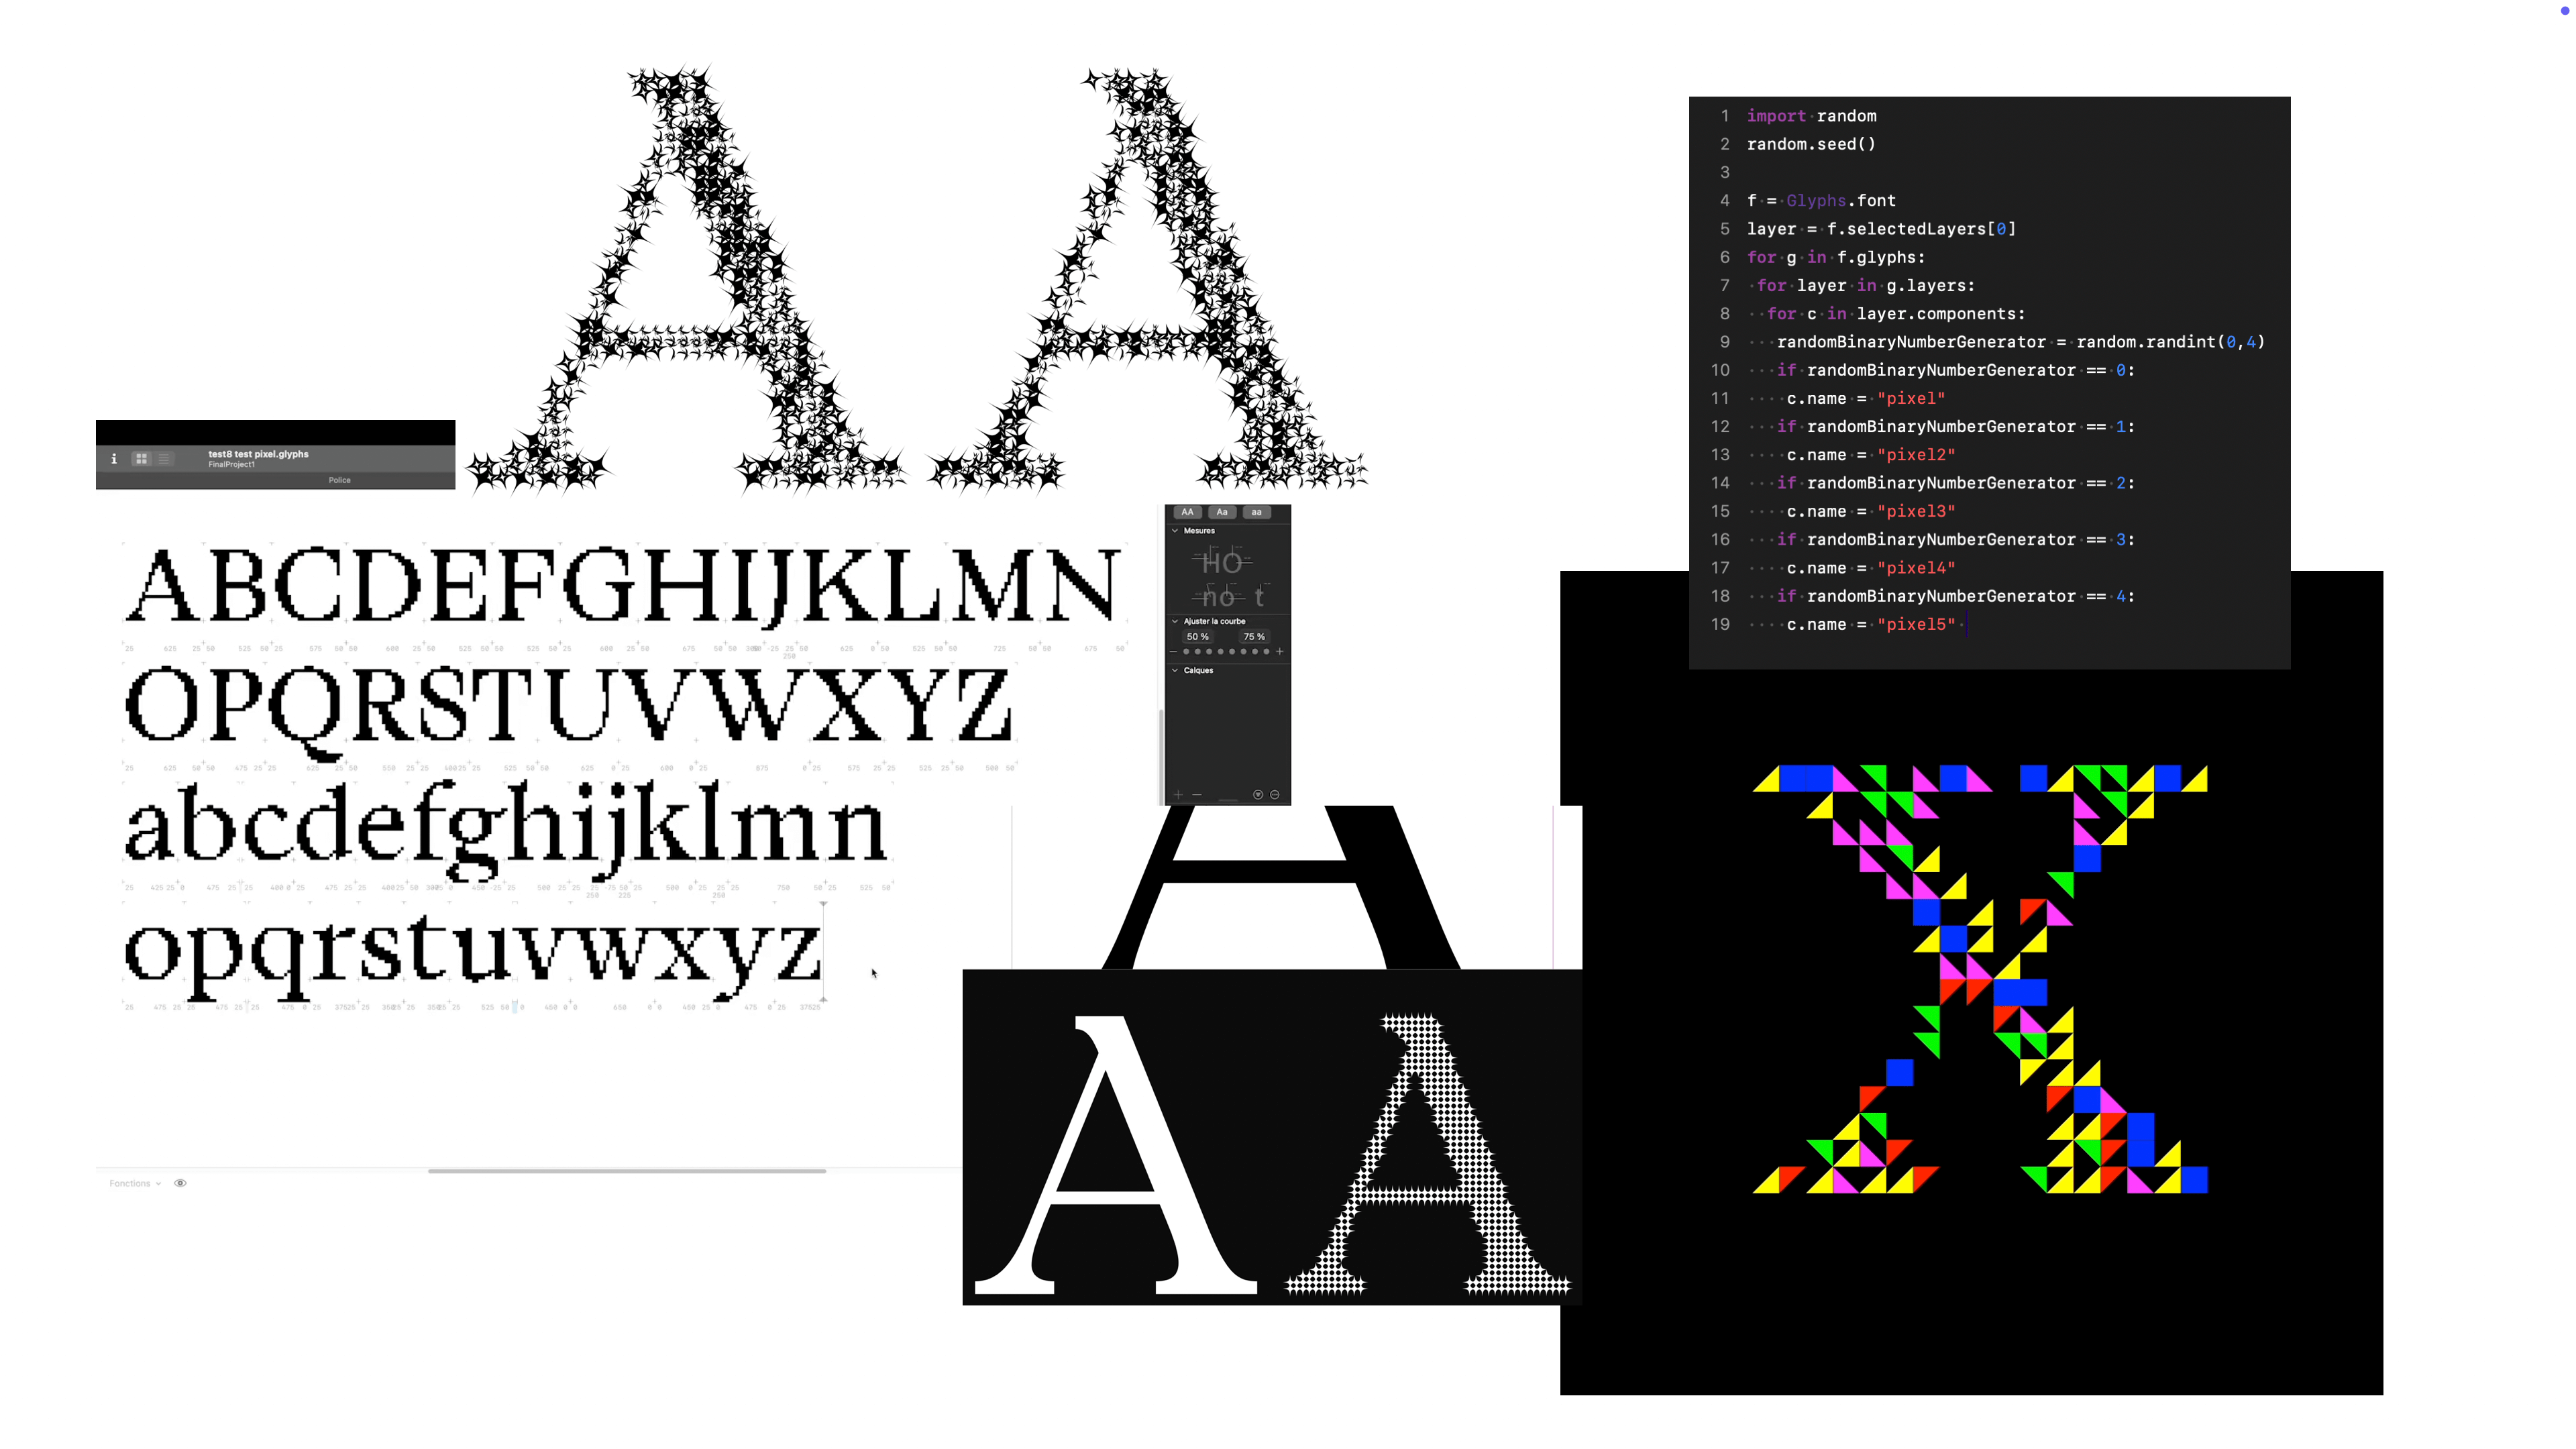 A A
test8 test pixel.glyphs
FinalProject1
Police
ABCDEFGHIJKLMN
OPQRSTUVWXYZ
abcdefghijklmn
opqrstuvwxyz
Fonctions
AA Aa aa
Mesures
HO
no t
Ajuster la courbe
50 % 75 %
Calques
A
A A
1 import random
2 random.seed()
3
4 f = Glyphs.font
5 layer = f.selectedLayers[0]
6 for g in f.glyphs:
7 for layer in g.layers:
8 for c in layer.components:
9 randomBinaryNumberGenerator = random.randint(0,4)
10 if randomBinaryNumberGenerator == 0:
11 c.name = "pixel"
12 if randomBinaryNumberGenerator == 1:
13 c.name = "pixel2"
14 if randomBinaryNumberGenerator == 2:
15 c.name = "pixel3"
16 if randomBinaryNumberGenerator == 3:
17 c.name = "pixel4"
18 if randomBinaryNumberGenerator == 4:
19 c.name = "pixel5"
X